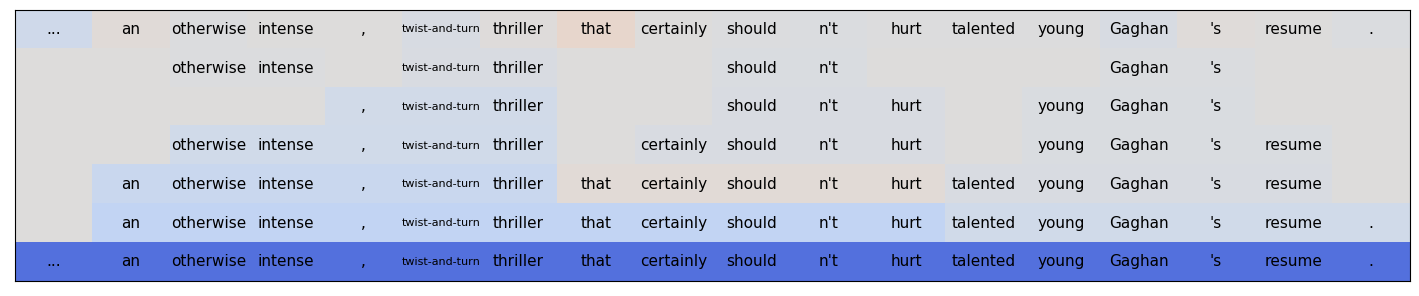 ... an otherwise intense , twist-and-turn thriller that certainly should n't hurt talented young Gaghan 's resume .
otherwise intense twist-and-turn thriller should n't Gaghan 's
, twist-and-turn thriller should n't hurt young Gaghan 's
otherwise intense , twist-and-turn thriller certainly should n't hurt young Gaghan 's resume
an otherwise intense , twist-and-turn thriller that certainly should n't hurt talented young Gaghan 's resume
an otherwise intense , twist-and-turn thriller that certainly should n't hurt talented young Gaghan 's resume .
... an otherwise intense , twist-and-turn thriller that certainly should n't hurt talented young Gaghan 's resume .